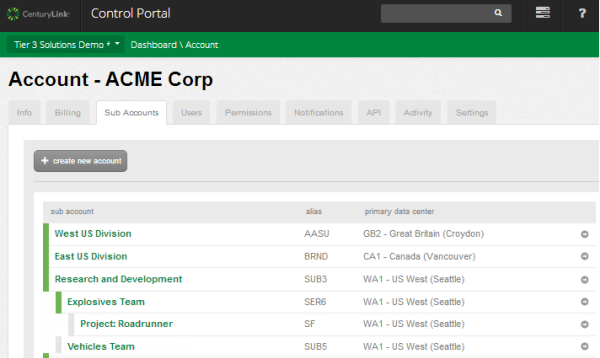 CenturyLink
Control Portal
?
Tier 3 Solutions Demo
Dashboard \ Account
Account - ACME Corp
Info Billing Sub Accounts Users Permissions Notifications API Activity Settings
+ create new account
sub account alias primary data center
West US Division AASU GB2 - Great Britain (Croydon)
East US Division BRND CA1 - Canada (Vancouver)
Research and Development SUB3 WA1 - US West (Seattle)
Explosives Team SER6 WA1 - US West (Seattle)
Project: Roadrunner SF WA1 - US West (Seattle)
Vehicles Team SUB5 WA1 - US West (Seattle)